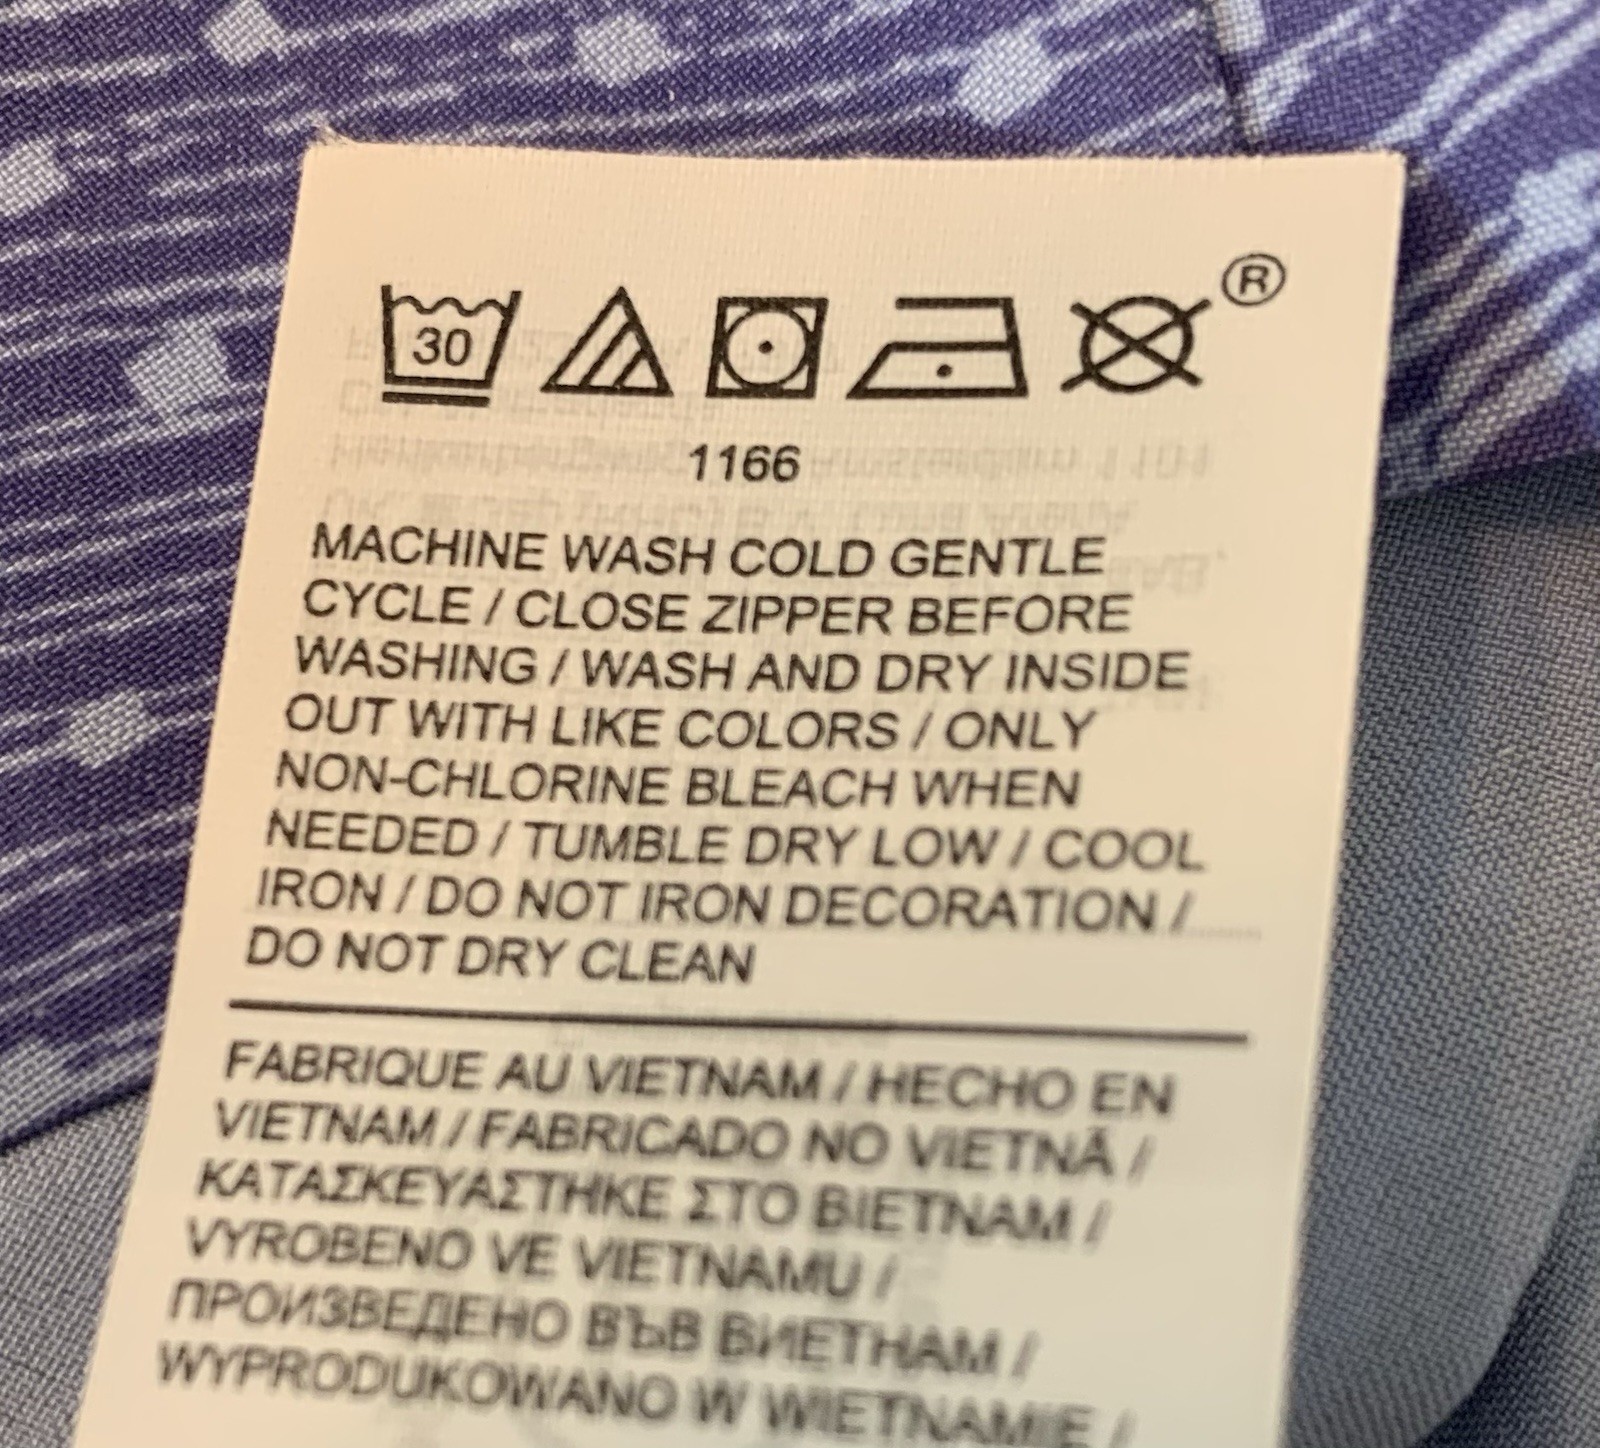 ®
30
1166
MACHINE WASH COLD GENTLE
CYCLE / CLOSE ZIPPER BEFORE
WASHING / WASH AND DRY INSIDE
OUT WITH LIKE COLORS / ONLY
NON-CHLORINE BLEACH WHEN
NEEDED / TUMBLE DRY LOW / COOL
IRON / DO NOT IRON DECORATION /
DO NOT DRY CLEAN
FABRIQUE AU VIETNAM / HECHO EN
VIETNAM / FABRICADO NO VIETNÃ /
ΚΑΤΑΣΚΕΥΑΣΤΗΚΕ ΣΤΟ ΒΙΕΤΝΑΜ /
VYROBENO VE VIETNAMU /
ПРОИЗВЕДЕНО ВЪВ ВИЕТНАМ /
WYPRODUKOWANO W WIETNAMIE /